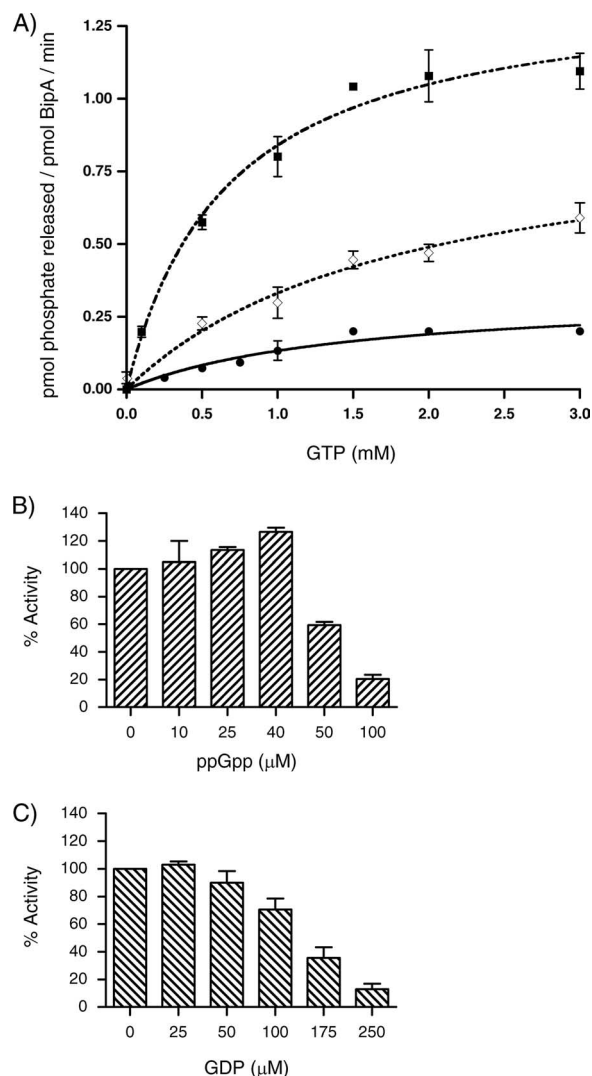 A)
pmol phosphate released / pmol BipA / min
1.25
1.00
0.75
0.50
0.25
0.00
0.0 0.5 1.0 1.5 2.0 2.5 3.0
GTP (mM)
B)
% Activity
140
120
100
80
60
40
20
0
0 10 25 40 50 100
ppGpp (μM)
C)
% Activity
140
120
100
80
60
40
20
0
0 25 50 100 175 250
GDP (μM)